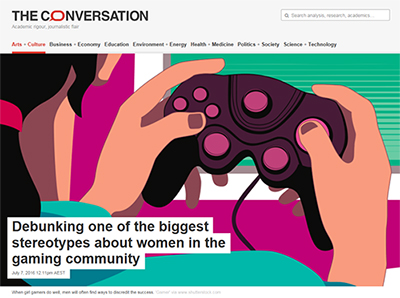 THE CONVERSATION
Academic rigour, journalistic flair
Search analysis, research, academics…
Arts + Culture Business + Economy Education Environment + Energy Health + Medicine Politics + Society Science + Technology
Debunking one of the biggest
stereotypes about women in the
gaming community
July 7, 2016 12.11pm AEST
When girl gamers do well, men will often find ways to discredit the success. 'Gamer' via www.shutterstock.com